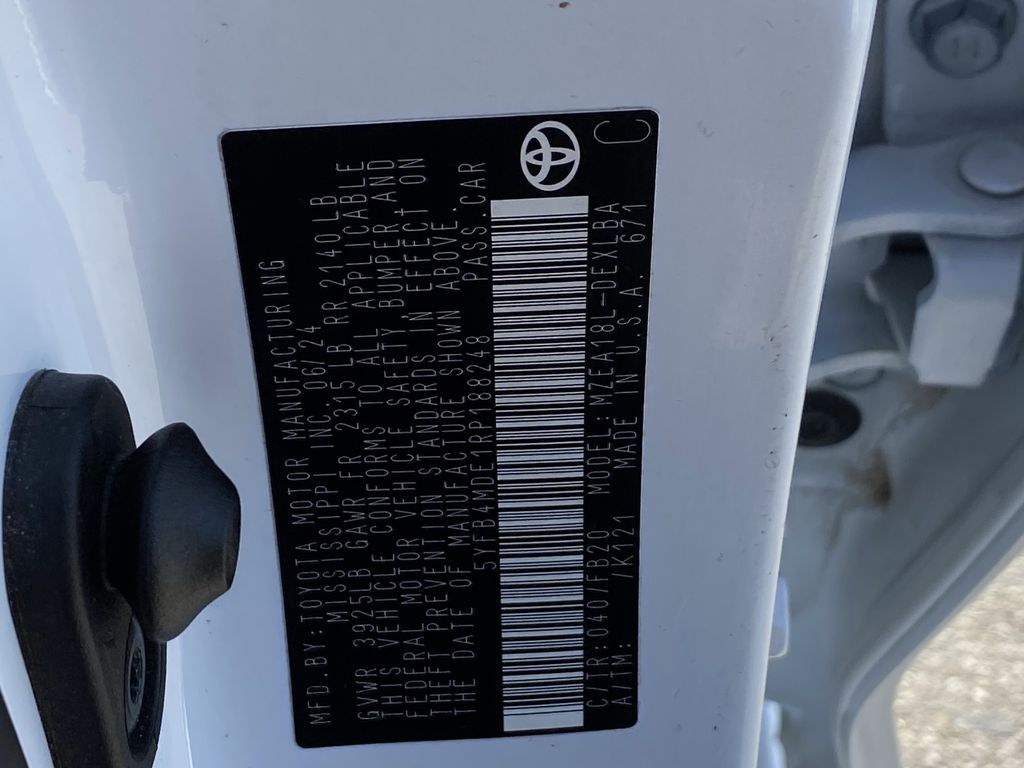 MFD.BY:TOYOTA MOTOR MANUFACTURING
MISSISSIPPI INC. 06/24
GVWR 3925LB GAWR FR 2315 LB RR 2140LB
THIS VEHICLE CONFORMS TO ALL APPLICABLE
FEDERAL MOTOR VEHICLE SAFETY, BUMPER AND
THEFT PREVENTION STANDARDS IN EFFECT ON
THE DATE OF MANUFACTURE SHOWN ABOVE.
5YFB4MDE1RP188248 PASS.CAR
C/TR:040/FB20 MODEL:MZEA18L-DEXLBA
A/TM: /K121 MADE IN U.S.A. 671
C